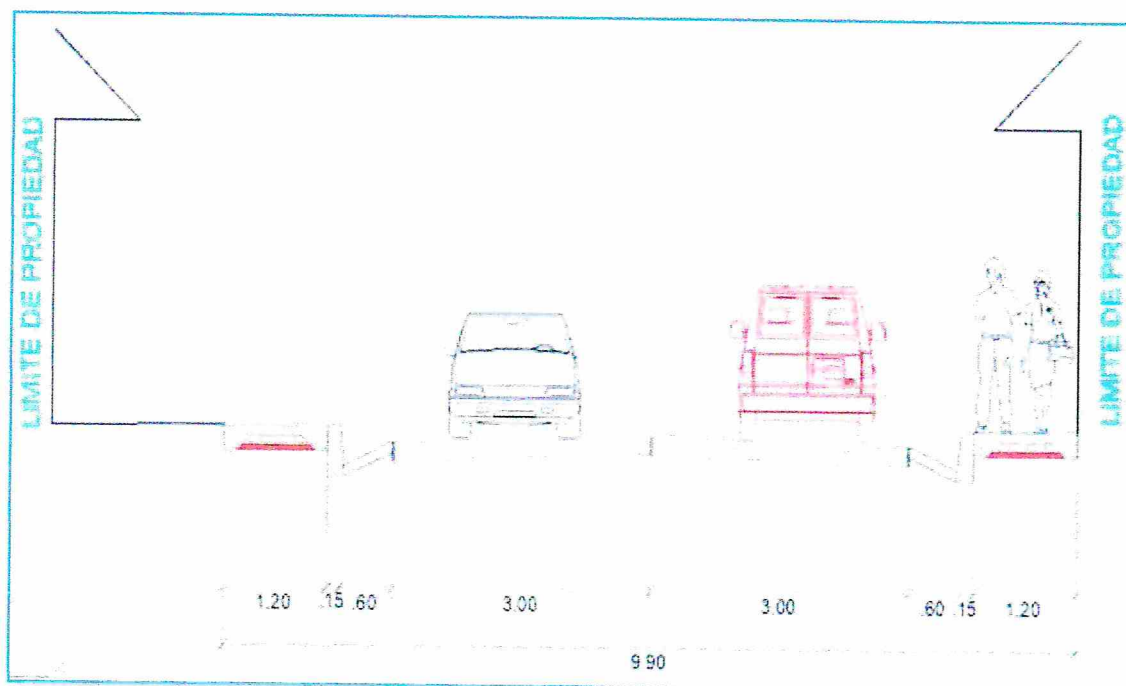 LIMITE DE PROPIEDAD
LIMITE DE PROPIEDAD
1.20 .15 .60 3.00 3.00 .60 .15 1.20
9.90